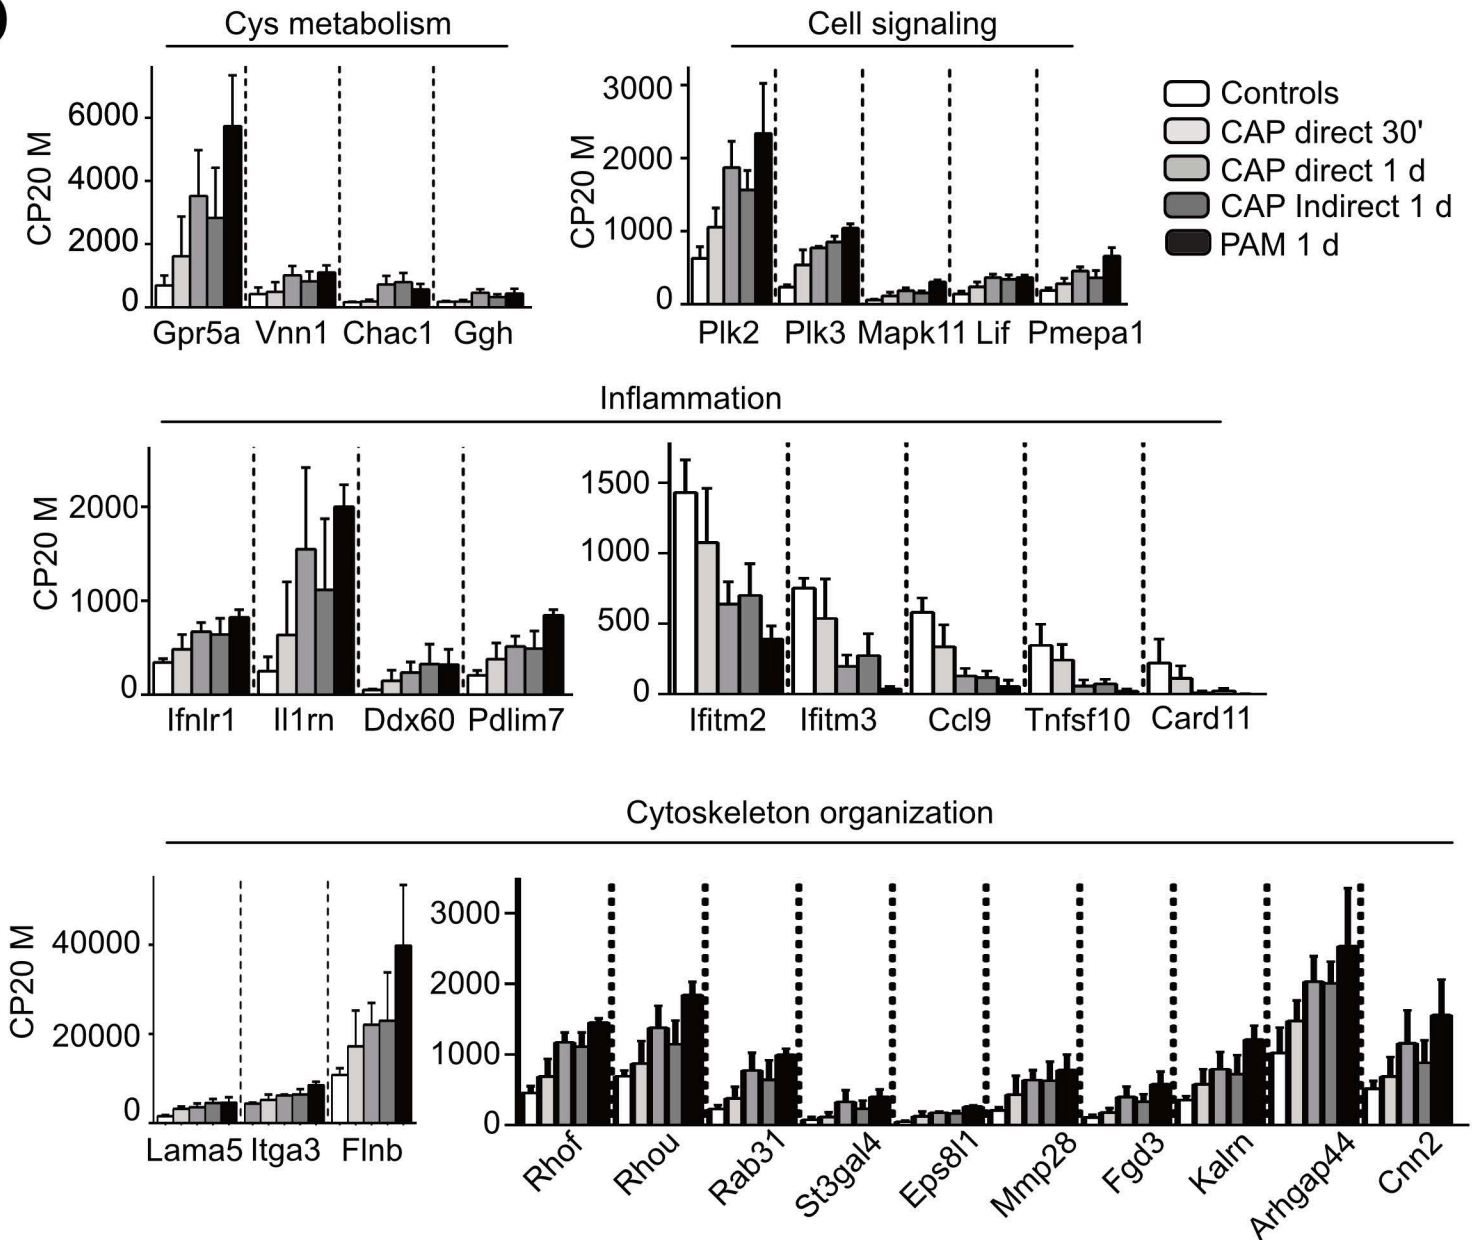 Cys metabolism
Cell signaling
CP20 M
6000
4000
2000
0
Gpr5a Vnn1 Chac1 Ggh
CP20 M
3000
2000
1000
0
Plk2 Plk3 Mapk11 Lif Pmepa1
Controls
CAP direct 30'
CAP direct 1 d
CAP Indirect 1 d
PAM 1 d
Inflammation
CP20 M
2000
1000
0
Ifnlr1 Il1rn Ddx60 Pdlim7
1500
1000
500
0
Ifitm2 Ifitm3 Ccl9 Tnfsf10 Card11
Cytoskeleton organization
CP20 M
40000
20000
0
Lama5 Itga3 Flnb
3000
2000
1000
0
Rhof Rhou Rab31 St3gal4 Eps8l1 Mmp28 Fgd3 Kalrn Arhgap44 Cnn2